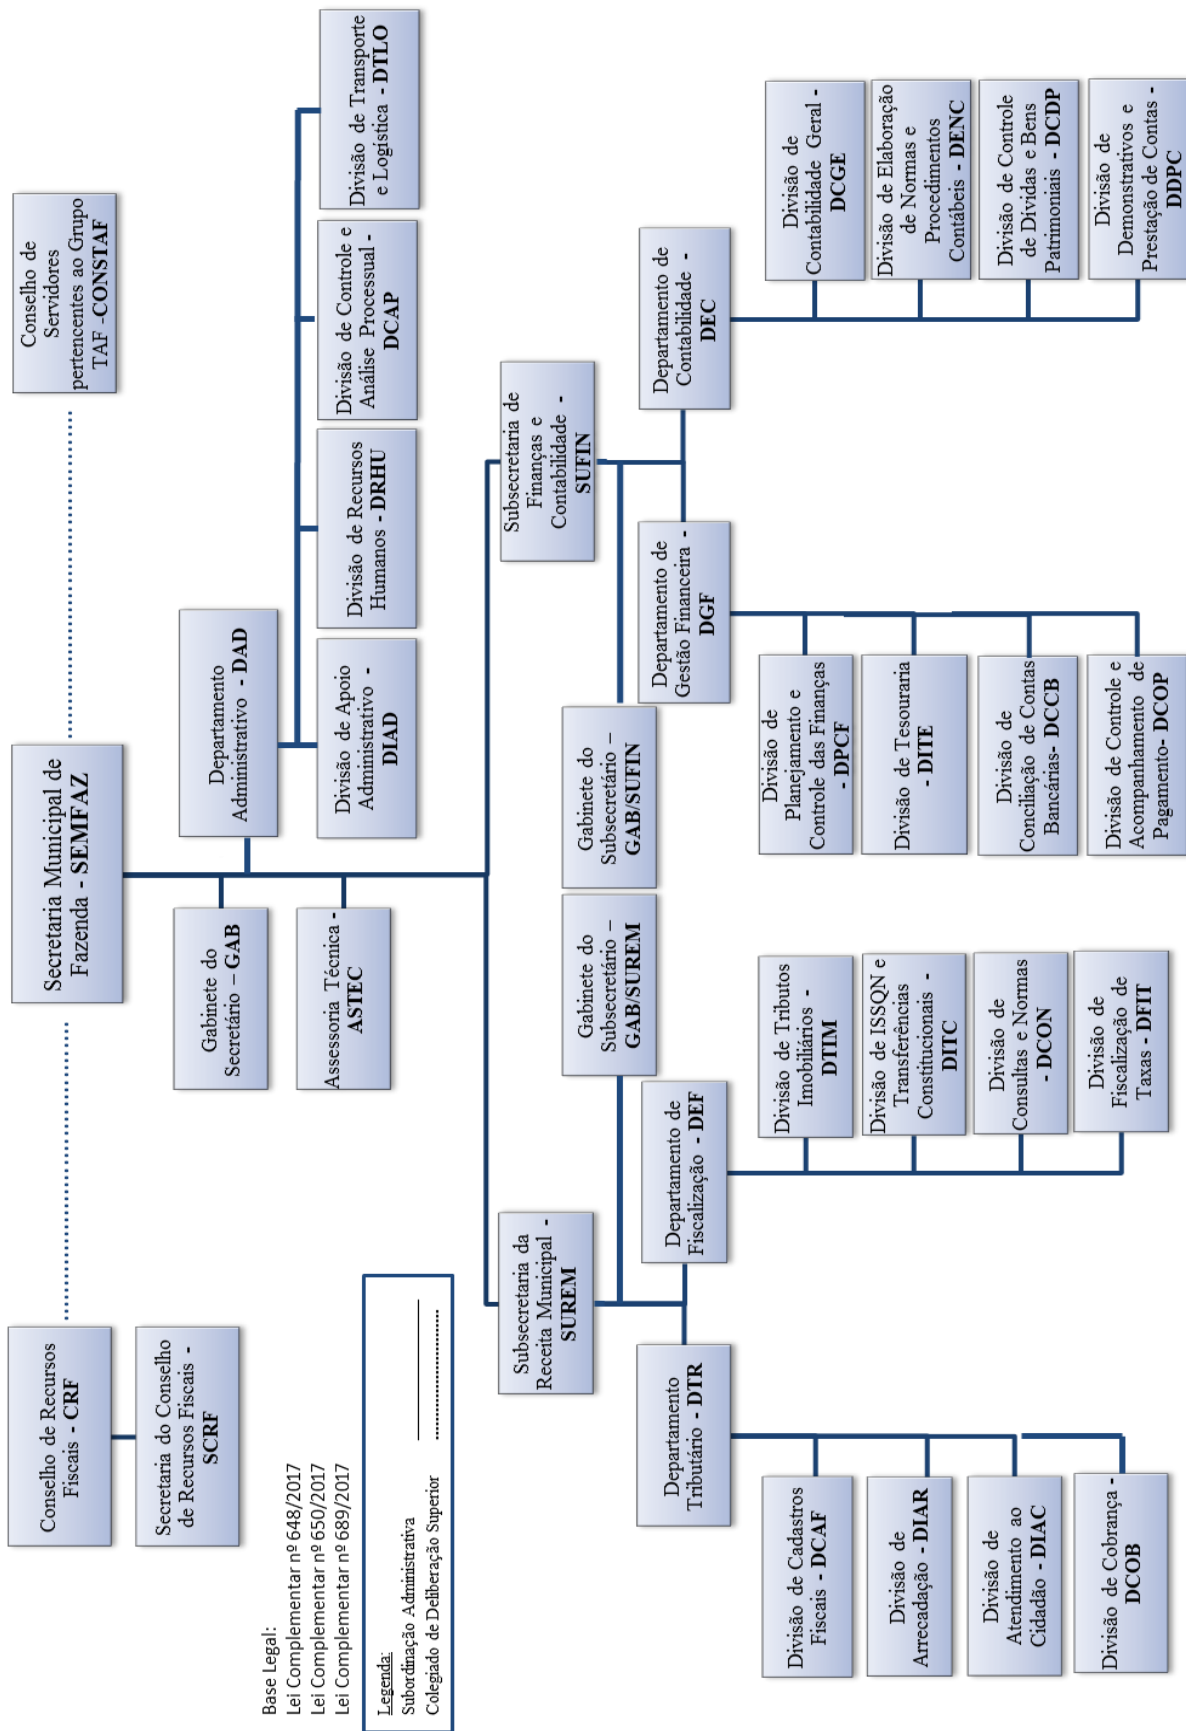 Conselho de Recursos
Fiscais - CRF
Secretaria Municipal de
Fazenda - SEMFAZ
Conselho de
Servidores
pertencentes ao Grupo
TAF -CONSTAF
Secretaria do Conselho
de Recursos Fiscais -
SCRF
Gabinete do
Secretário – GAB
Departamento
Administrativo - DAD
Assessoria Técnica -
ASTEC
Divisão de Apoio
Administrativo -
DIAD
Divisão de Recursos
Humanos - DRHU
Divisão de Controle e
Análise Processual -
DCAP
Divisão de Transporte
e Logística - DTLO
Base Legal:
Lei Complementar nº 648/2017
Lei Complementar nº 650/2017
Lei Complementar nº 689/2017
Legenda:
Subordinação Administrativa
Colegiado de Deliberação Superior
Subsecretaria da
Receita Municipal -
SUREM
Subsecretaria de
Finanças e
Contabilidade -
SUFIN
Gabinete do
Subsecretário –
GAB/SUREM
Gabinete do
Subsecretário –
GAB/SUFIN
Departamento
Tributário - DTR
Departamento de
Fiscalização - DEF
Departamento de
Gestão Financeira -
DGF
Departamento de
Contabilidade -
DEC
Divisão de Cadastros
Fiscais - DCAF
Divisão de
Arrecadação - DIAR
Divisão de
Atendimento ao
Cidadão - DIAC
Divisão de Cobrança -
DCOB
Divisão de Tributos
Imobiliários -
DTIM
Divisão de ISSQN e
Transferências
Constitucionais -
DITC
Divisão de
Consultas e Normas
- DCON
Divisão de
Fiscalização de
Taxas - DFIT
Divisão de
Planejamento e
Controle das Finanças
- DPCF
Divisão de Tesouraria
- DITE
Divisão de
Conciliação de Contas
Bancárias- DCCB
Divisão de Controle e
Acompanhamento de
Pagamento- DCOP
Divisão de
Contabilidade Geral -
DCGE
Divisão de Elaboração
de Normas e
Procedimentos
Contábeis - DENC
Divisão de Controle
de Dívidas e Bens
Patrimoniais - DCDP
Divisão de
Demonstrativos e
Prestação de Contas -
DDPC